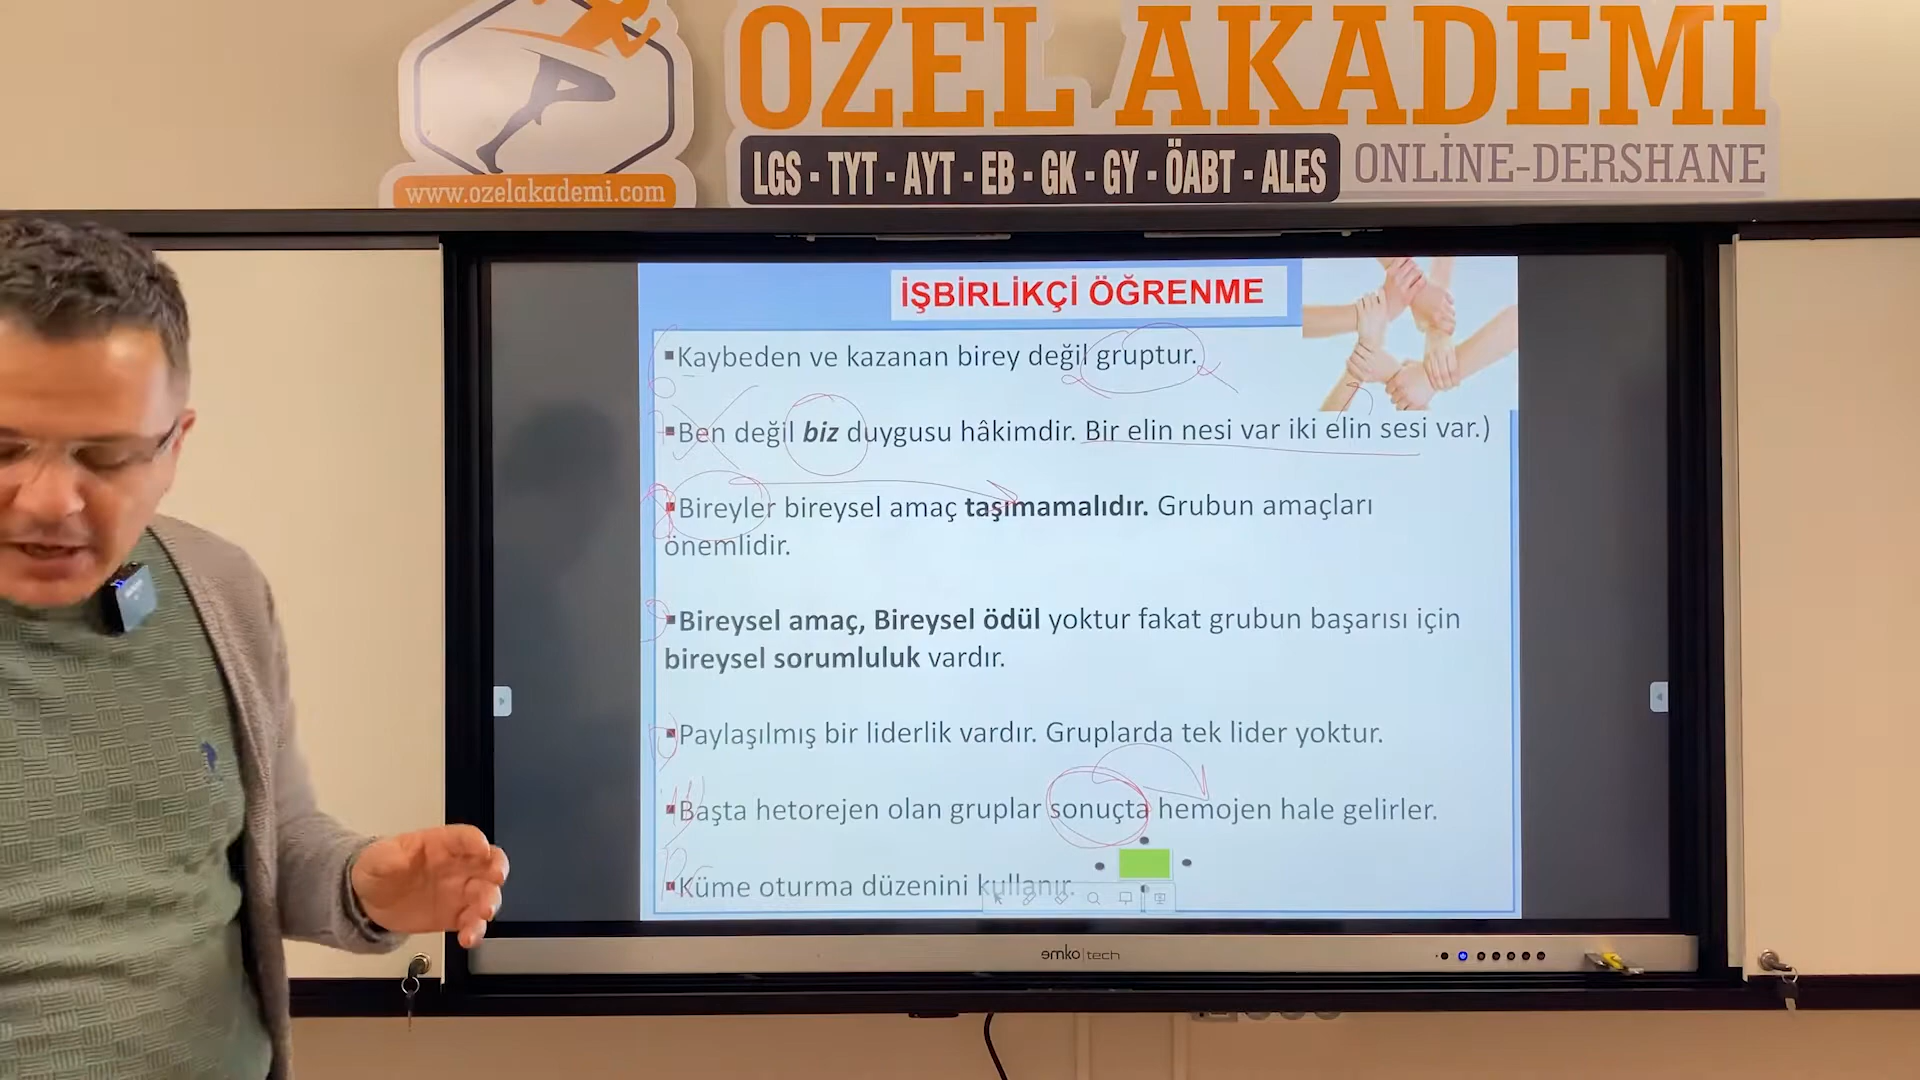 OZEL AKADEMİ
LGS - TYT - AYT - EB - GK - GY - ÖABT - ALES
ONLİNE-DERSHANE
www.ozelakademi.com
İŞBİRLİKÇİ ÖĞRENME
▪Kaybeden ve kazanan birey değil gruptur.
▪Ben değil biz duygusu hâkimdir. Bir elin nesi var iki elin sesi var.)
▪Bireyler bireysel amaç taşımamalıdır. Grubun amaçları
önemlidir.
▪Bireysel amaç, Bireysel ödül yoktur fakat grubun başarısı için
bireysel sorumluluk vardır.
▪Paylaşılmış bir liderlik vardır. Gruplarda tek lider yoktur.
▪Başta hetorejen olan gruplar sonuçta hemojen hale gelirler.
▪Küme oturma düzenini kullanır.
emko|tech